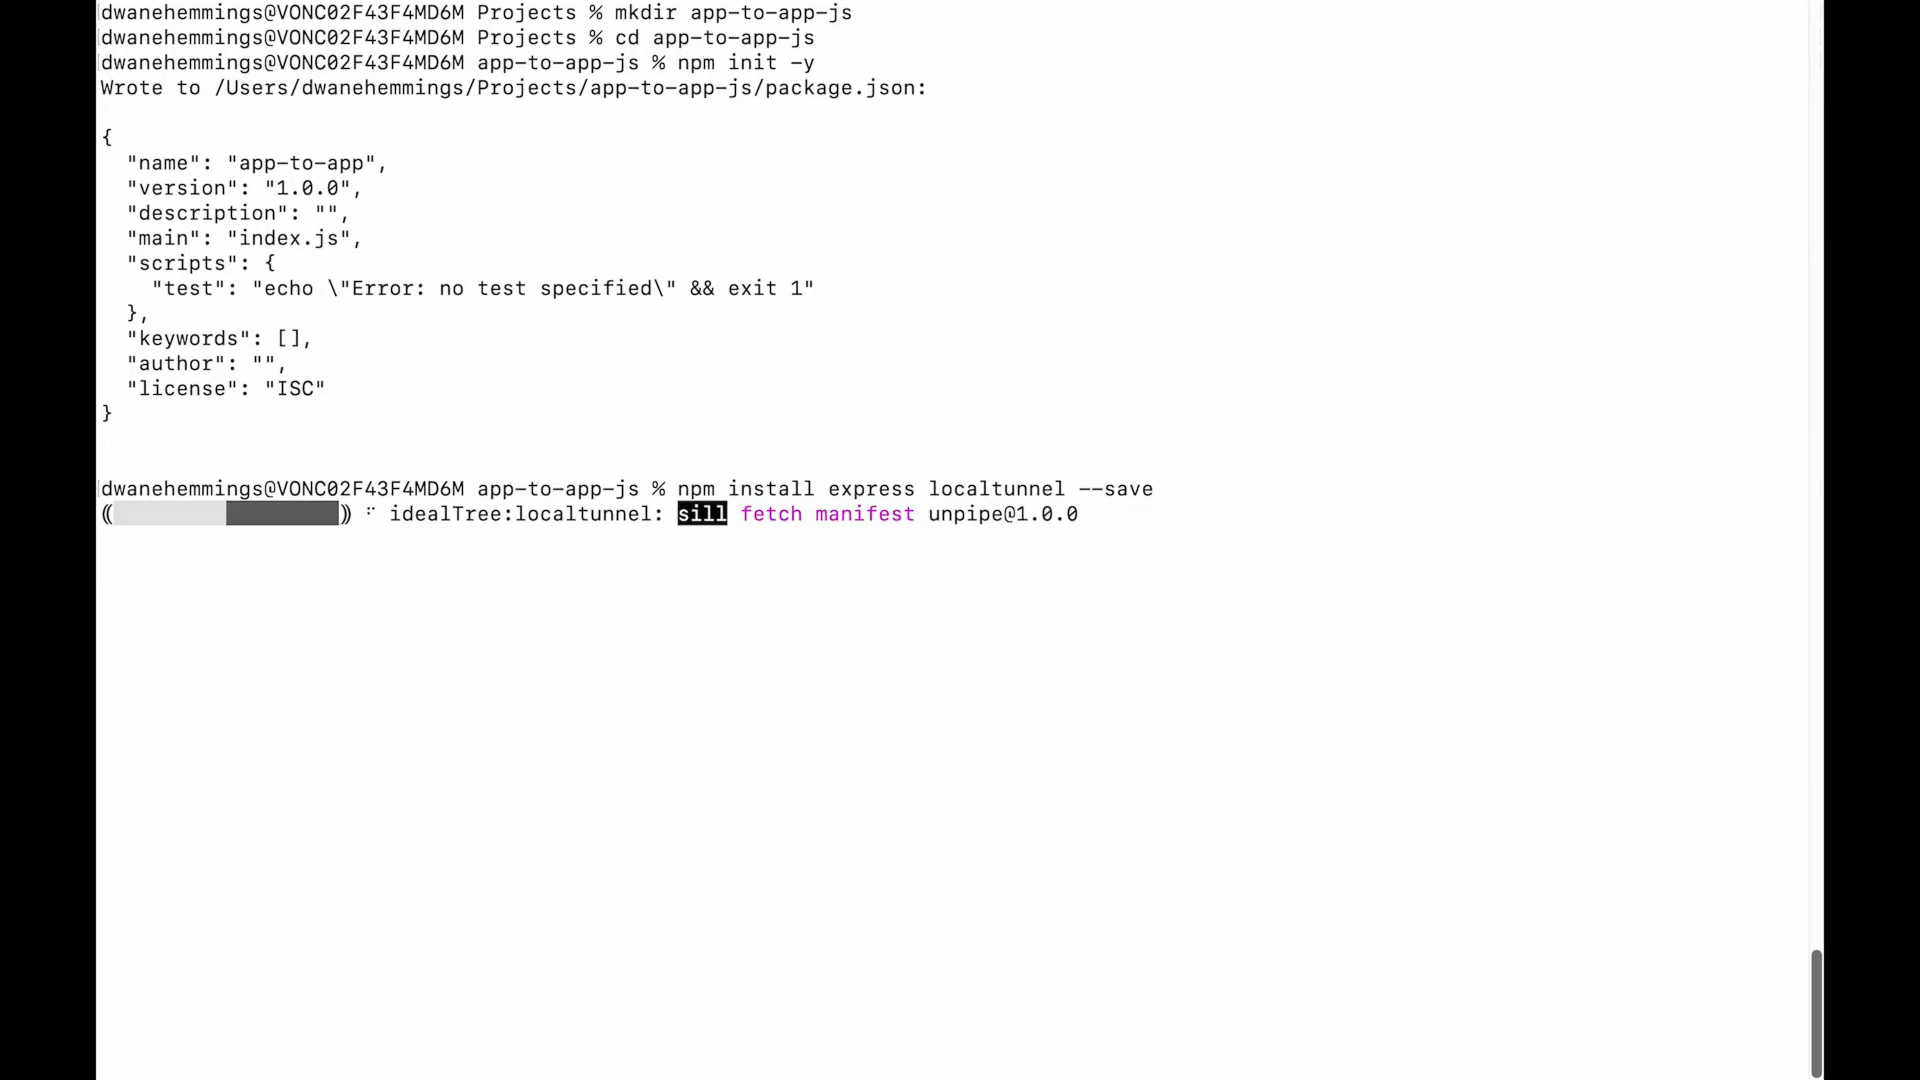 dwanehemmings@VONC02F43F4MD6M Projects % mkdir app-to-app-js
dwanehemmings@VONC02F43F4MD6M Projects % cd app-to-app-js
dwanehemmings@VONC02F43F4MD6M app-to-app-js % npm init -y
Wrote to /Users/dwanehemmings/Projects/app-to-app-js/package.json:
{
  "name": "app-to-app",
  "version": "1.0.0",
  "description": "",
  "main": "index.js",
  "scripts": {
    "test": "echo \"Error: no test specified\" && exit 1"
  },
  "keywords": [],
  "author": "",
  "license": "ISC"
}
dwanehemmings@VONC02F43F4MD6M app-to-app-js % npm install express localtunnel --save
(( )) ⠋ idealTree:localtunnel: sill fetch manifest unpipe@1.0.0